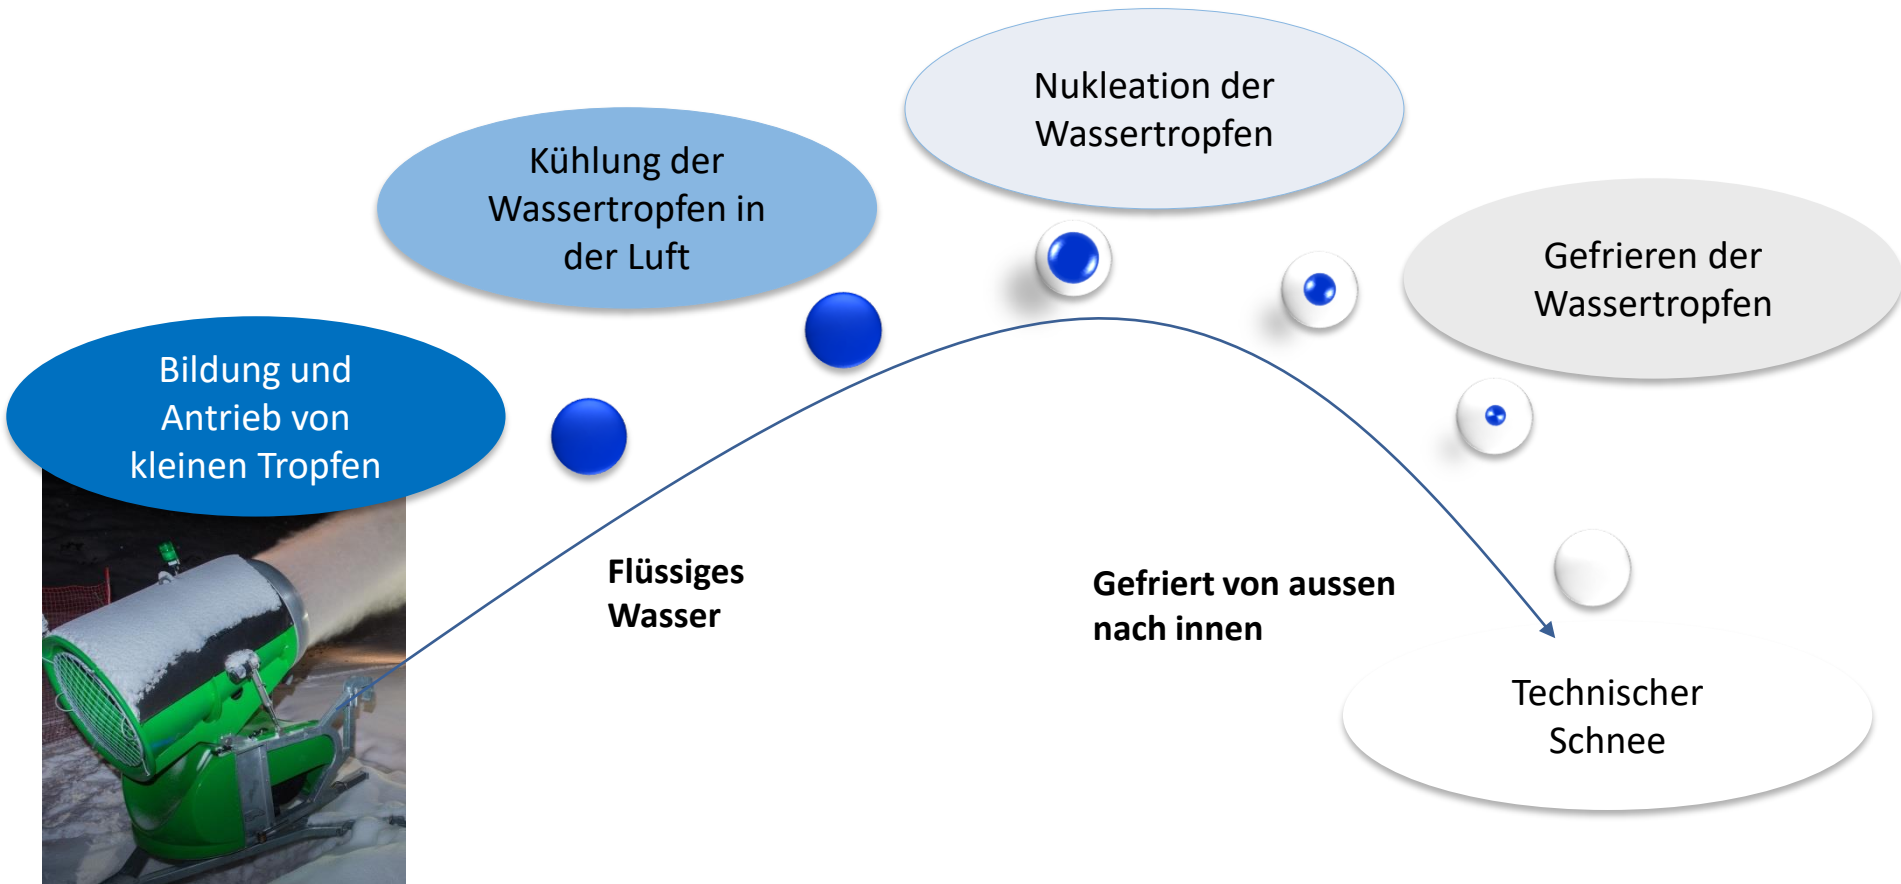 Bildung und
Antrieb von
kleinen Tropfen
Kühlung der
Wassertropfen in
der Luft
Nukleation der
Wassertropfen
Gefrieren der
Wassertropfen
Flüssiges
Wasser
Gefriert von aussen
nach innen
Technischer
Schnee